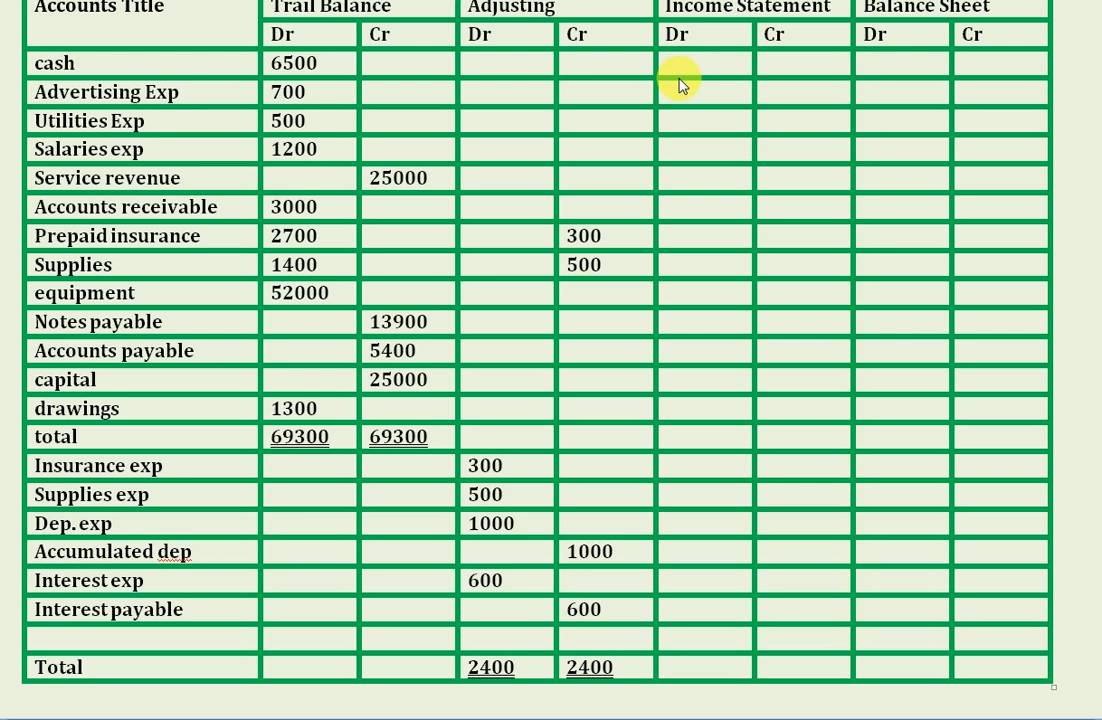 Accounts Title Trail Balance Adjusting Income Statement Balance Sheet
Dr Cr Dr Cr Dr Cr Dr Cr
cash 6500
Advertising Exp 700
Utilities Exp 500
Salaries exp 1200
Service revenue 25000
Accounts receivable 3000
Prepaid insurance 2700 300
Supplies 1400 500
equipment 52000
Notes payable 13900
Accounts payable 5400
capital 25000
drawings 1300
total 69300 69300
Insurance exp 300
Supplies exp 500
Dep. exp 1000
Accumulated dep 1000
Interest exp 600
Interest payable 600
Total 2400 2400